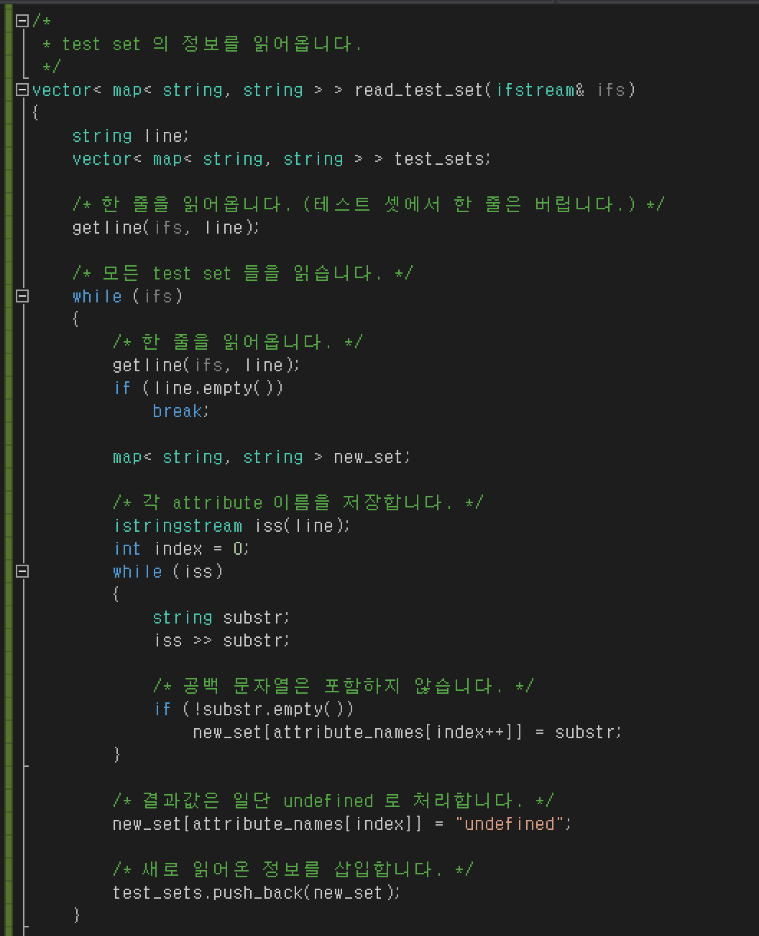 /*
 * test set 의 정보를 읽어옵니다.
 */
vector< map< string, string > > read_test_set(ifstream& ifs)
{
    string line;
    vector< map< string, string > > test_sets;

    /* 한 줄을 읽어옵니다. (테스트 셋에서 한 줄은 버립니다.) */
    getline(ifs, line);

    /* 모든 test set 들을 읽습니다. */
    while (ifs)
    {
        /* 한 줄을 읽어옵니다. */
        getline(ifs, line);
        if (line.empty())
            break;

        map< string, string > new_set;

        /* 각 attribute 이름을 저장합니다. */
        istringstream iss(line);
        int index = 0;
        while (iss)
        {
            string substr;
            iss >> substr;

            /* 공백 문자열은 포함하지 않습니다. */
            if (!substr.empty())
                new_set[attribute_names[index++]] = substr;
        }

        /* 결과값은 일단 undefined 로 처리합니다. */
        new_set[attribute_names[index]] = "undefined";

        /* 새로 읽어온 정보를 삽입합니다. */
        test_sets.push_back(new_set);
    }